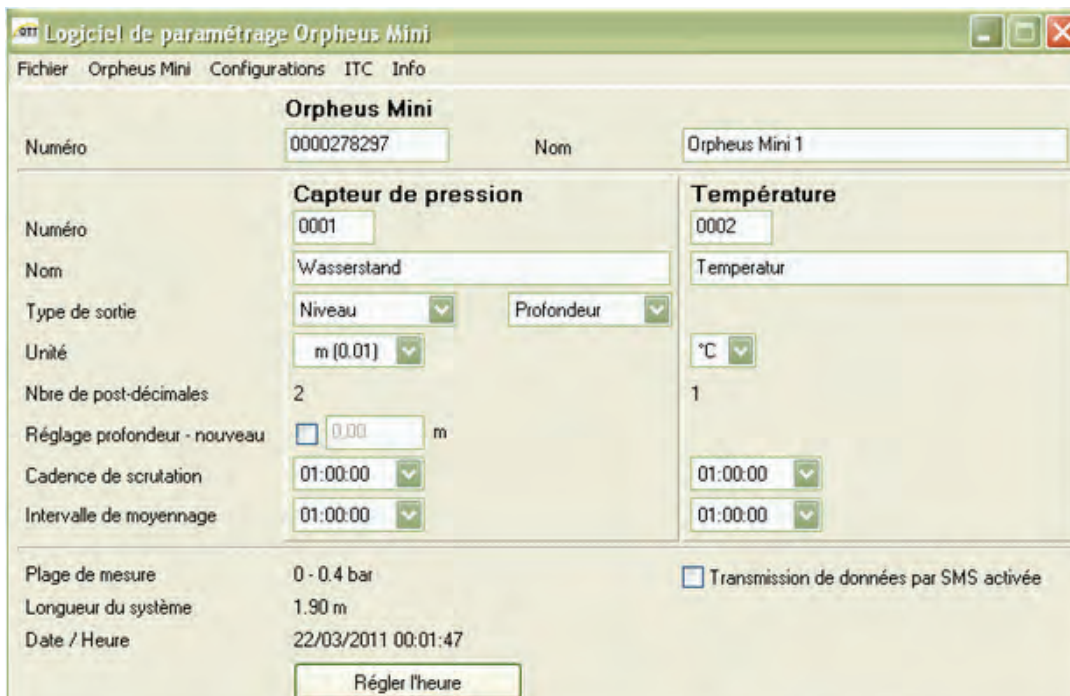 OTT Logiciel de paramétrage Orpheus Mini
Fichier Orpheus Mini Configurations ITC Info
Orpheus Mini
Numéro 0000278297 Nom Orpheus Mini 1
Capteur de pression Température
Numéro 0001 0002
Nom Wasserstand Temperatur
Type de sortie Niveau Profondeur
Unité m (0.01) °C
Nbre de post-décimales 2 1
Réglage profondeur - nouveau 0,00 m
Cadence de scrutation 01:00:00 01:00:00
Intervalle de moyennage 01:00:00 01:00:00
Plage de mesure 0 - 0.4 bar Transmission de données par SMS activée
Longueur du système 1.90 m
Date / Heure 22/03/2011 00:01:47
Régler l'heure